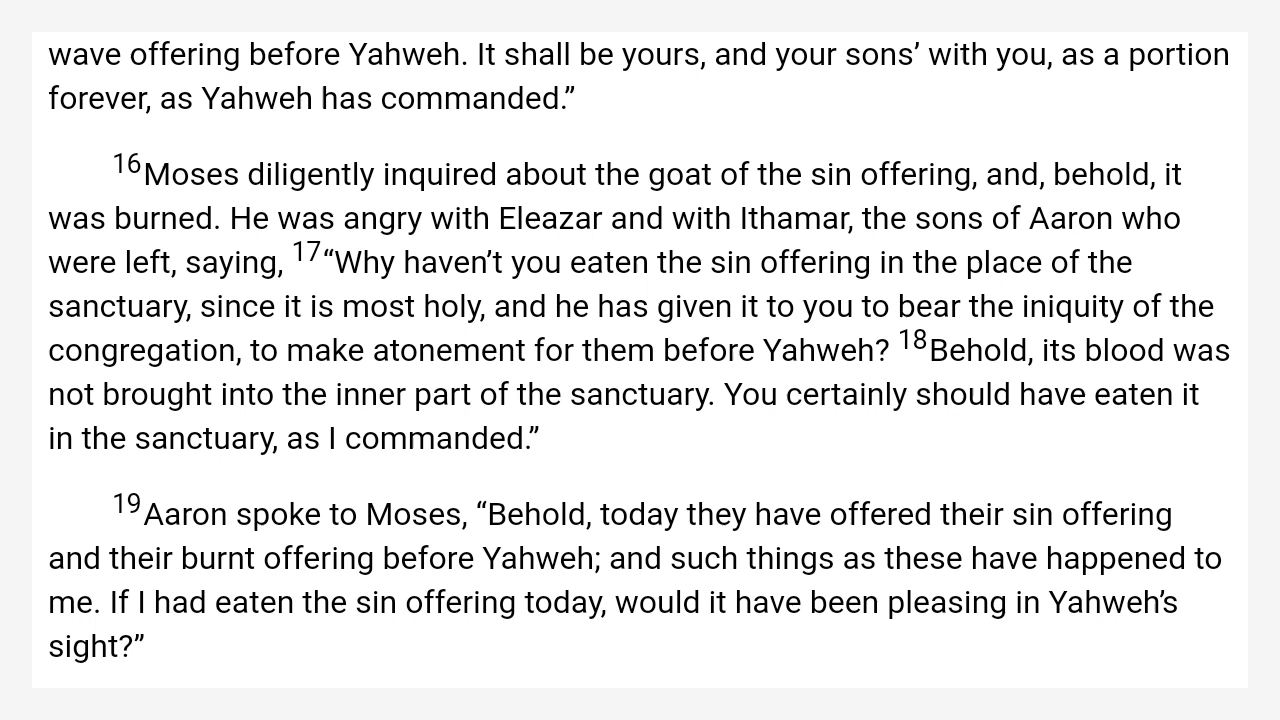 wave offering before Yahweh. It shall be yours, and your sons’ with you, as a portion
forever, as Yahweh has commanded.”
16Moses diligently inquired about the goat of the sin offering, and, behold, it
was burned. He was angry with Eleazar and with Ithamar, the sons of Aaron who
were left, saying, 17“Why haven’t you eaten the sin offering in the place of the
sanctuary, since it is most holy, and he has given it to you to bear the iniquity of the
congregation, to make atonement for them before Yahweh? 18Behold, its blood was
not brought into the inner part of the sanctuary. You certainly should have eaten it
in the sanctuary, as I commanded.”
19Aaron spoke to Moses, “Behold, today they have offered their sin offering
and their burnt offering before Yahweh; and such things as these have happened to
me. If I had eaten the sin offering today, would it have been pleasing in Yahweh’s
sight?”